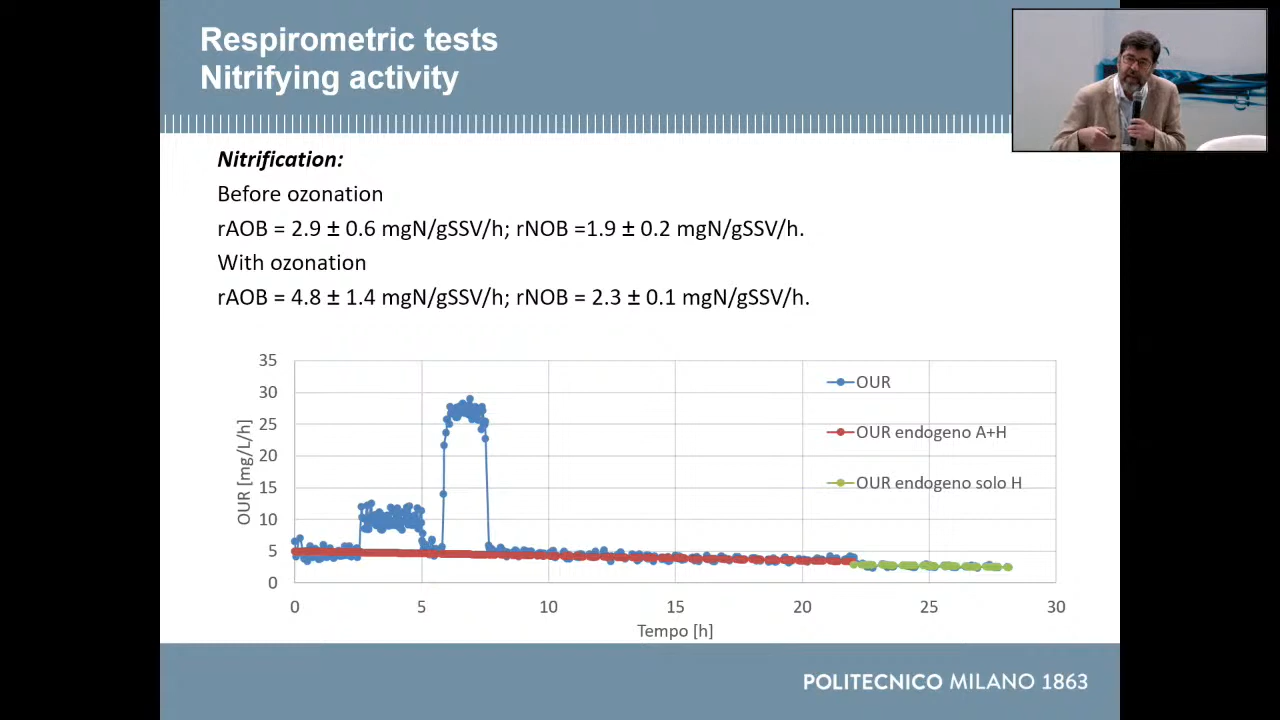 Respirometric tests
Nitrifying activity
Nitrification:
Before ozonation
rAOB = 2.9 ± 0.6 mgN/gSSV/h; rNOB =1.9 ± 0.2 mgN/gSSV/h.
With ozonation
rAOB = 4.8 ± 1.4 mgN/gSSV/h; rNOB = 2.3 ± 0.1 mgN/gSSV/h.
35
30
25
20
15
10
5
0
OUR [mg/L/h]
OUR
OUR endogeno A+H
OUR endogeno solo H
0 5 10 15 20 25 30
Tempo [h]
POLITECNICO MILANO 1863